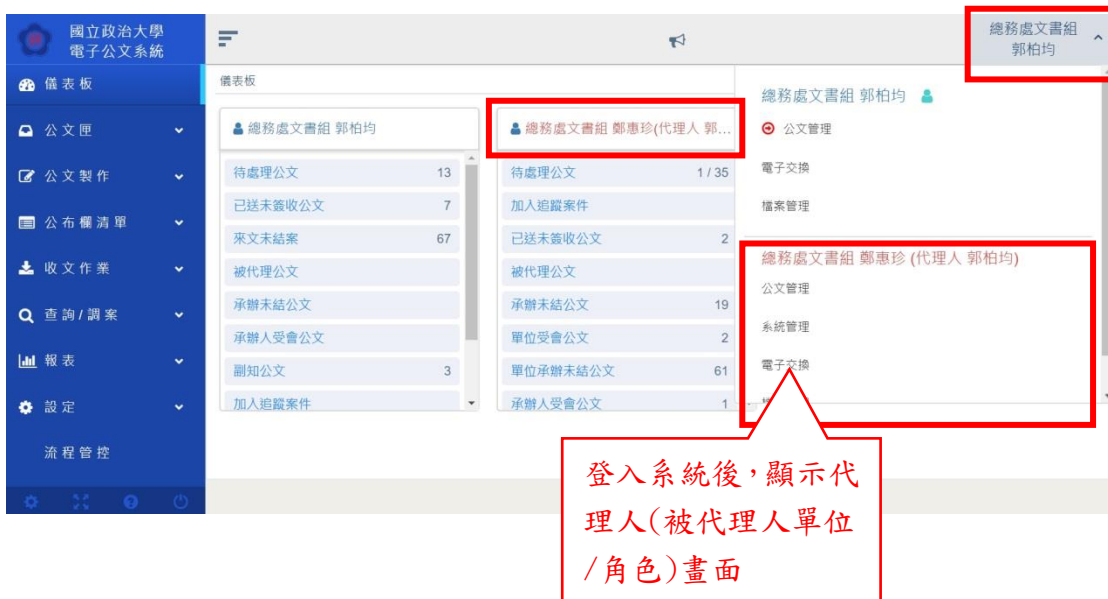 國立政治大學
電子公文系統
總務處文書組
郭柏均
儀表板
公文匣
公文製作
公布欄清單
收文作業
查詢/調案
報表
設定
流程管控
儀表板
總務處文書組 郭柏均
待處理公文 13
已送未簽收公文 7
來文未結案 67
被代理公文
承辦未結公文
承辦人受會公文
副知公文 3
加入追蹤案件
總務處文書組 鄭惠珍(代理人 郭...
待處理公文 1 / 35
加入追蹤案件
已送未簽收公文 2
被代理公文
承辦未結公文 19
單位受會公文 2
單位承辦未結公文 61
承辦人受會公文 1
總務處文書組 郭柏均
公文管理
電子交換
檔案管理
總務處文書組 鄭惠珍 (代理人 郭柏均)
公文管理
系統管理
電子交換
登入系統後，顯示代
理人(被代理人單位
/角色)畫面